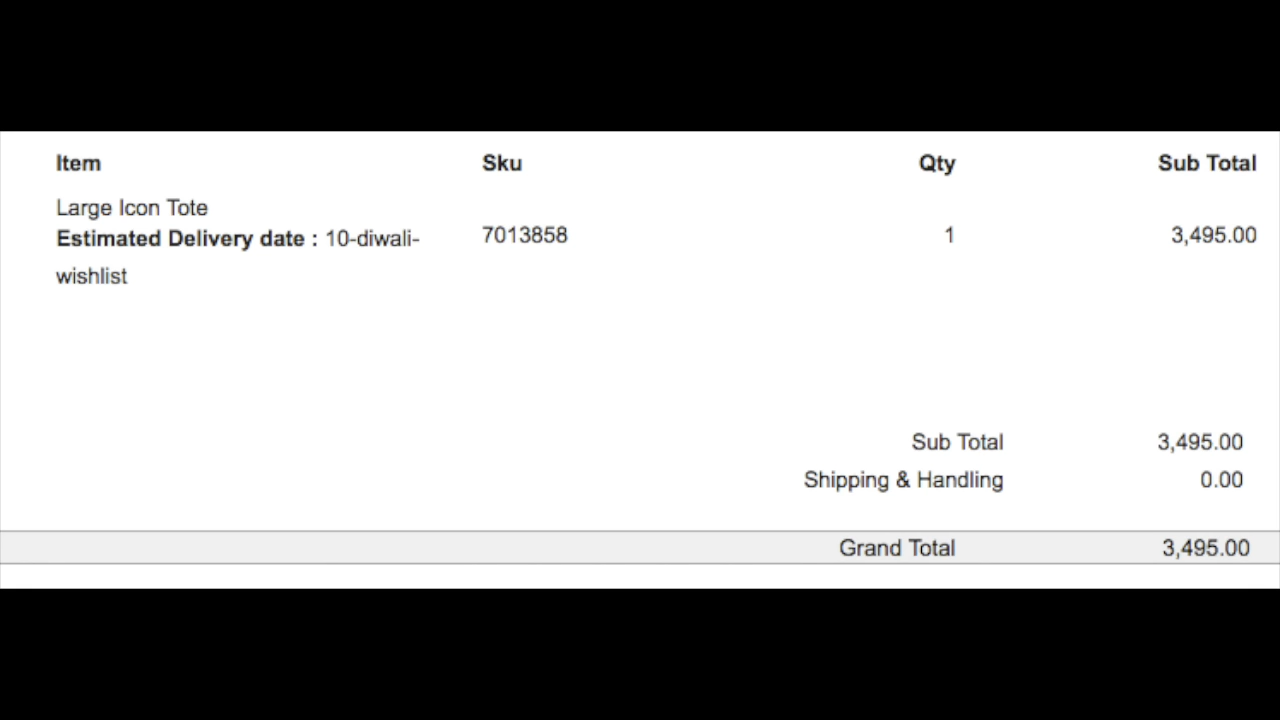 Item Sku Qty Sub Total
Large Icon Tote
Estimated Delivery date : 10-diwali- 7013858 1 3,495.00
wishlist
Sub Total 3,495.00
Shipping & Handling 0.00
Grand Total 3,495.00